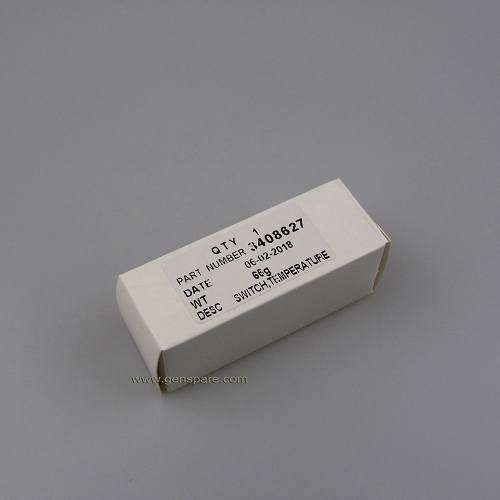 QTY 1
PART NUMBER 3408627
DATE 06-02-2018
WT 66g
DESC SWITCH,TEMPERATURE
www.genspare.com